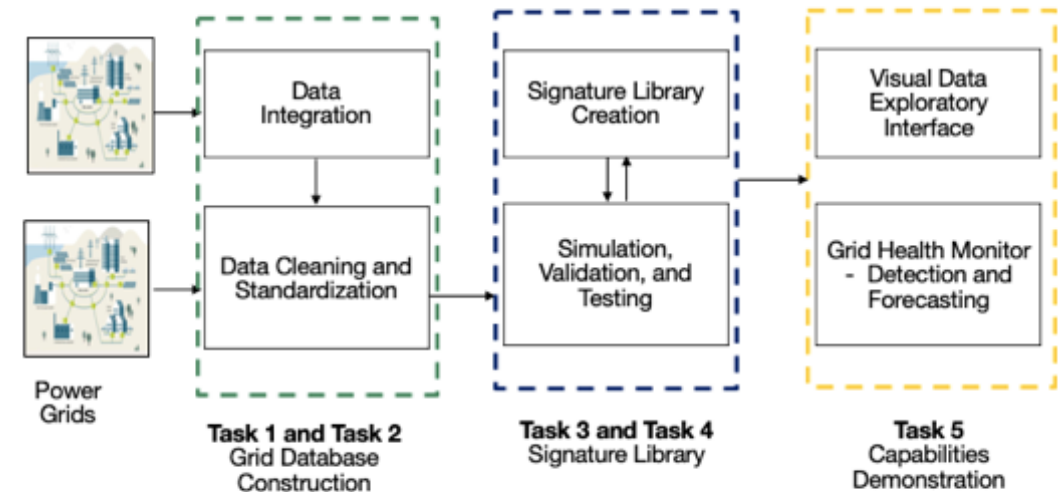 Data
Integration
Data Cleaning and
Standardization
Signature Library
Creation
Simulation,
Validation, and
Testing
Visual Data
Exploratory
Interface
Grid Health Monitor
- Detection and
Forecasting
Power
Grids
Task 1 and Task 2
Grid Database
Construction
Task 3 and Task 4
Signature Library
Task 5
Capabilities
Demonstration